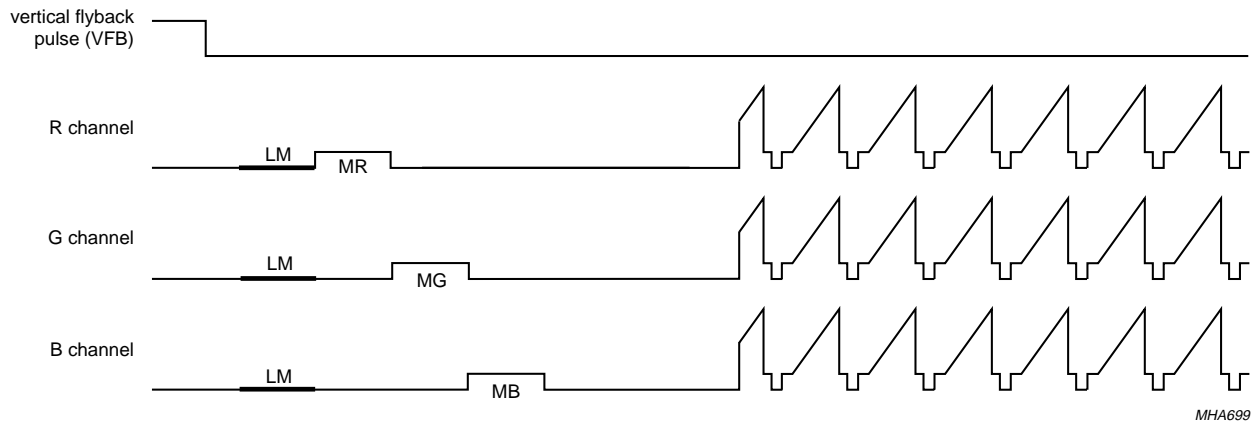 vertical flyback
pulse (VFB)
R channel
LM
MR
G channel
LM
MG
B channel
LM
MB
MHA699